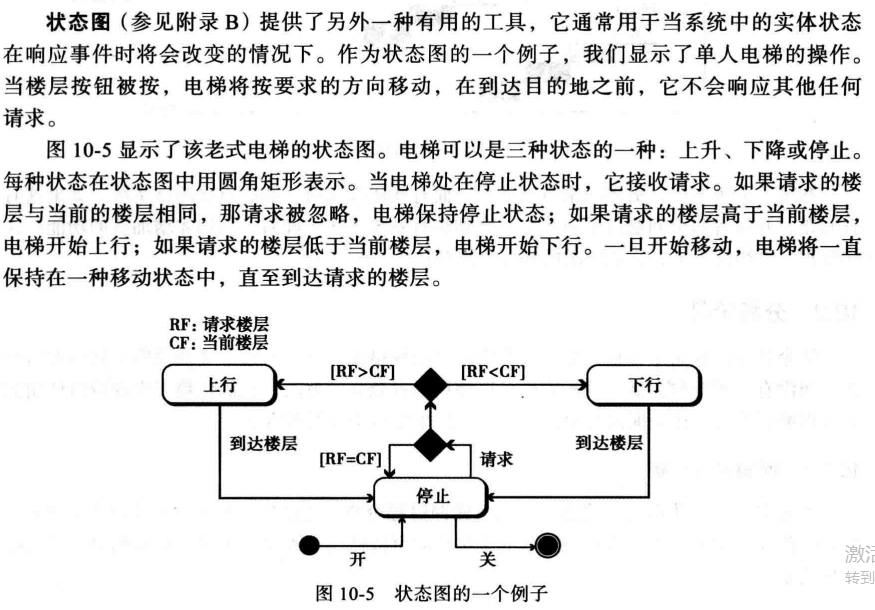 状态图（参见附录 B）提供了另外一种有用的工具，它通常用于当系统中的实体状态
在响应事件时将会改变的情况下。作为状态图的一个例子，我们显示了单人电梯的操作。
当楼层按钮被按，电梯将按要求的方向移动，在到达目的地之前，它不会响应其他任何
请求。
图 10-5 显示了该老式电梯的状态图。电梯可以是三种状态的一种：上升、下降或停止。
每种状态在状态图中用圆角矩形表示。当电梯处在停止状态时，它接收请求。如果请求的楼
层与当前的楼层相同，那请求被忽略，电梯保持停止状态；如果请求的楼层高于当前楼层，
电梯开始上行；如果请求的楼层低于当前楼层，电梯开始下行。一旦开始移动，电梯将一直
保持在一种移动状态中，直至到达请求的楼层。
RF: 请求楼层
CF: 当前楼层
[RF>CF]
[RF<CF]
上行
下行
到达楼层
到达楼层
[RF=CF]
请求
停止
开
关
图 10-5 状态图的一个例子
激活
转到